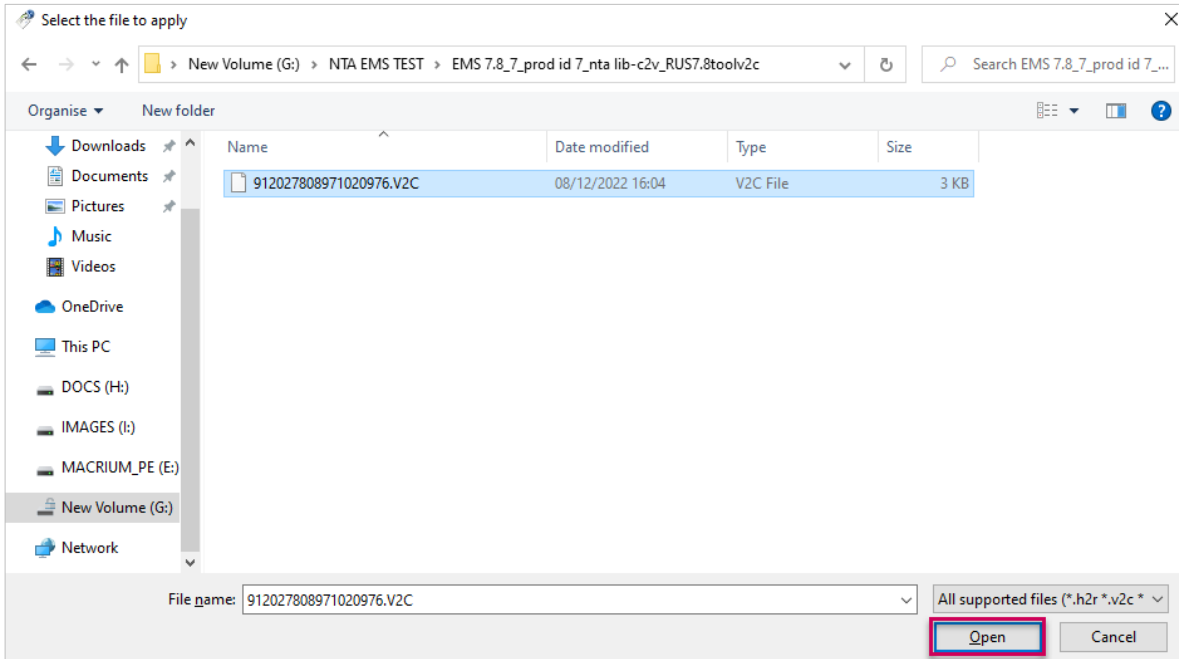 Select the file to apply
New Volume (G:) > NTA EMS TEST > EMS 7.8_7_prod id 7_nta lib-c2v_RUS7.8toolv2c
Search EMS 7.8_7_prod id 7_...
Organise
New folder
Name
Date modified
Type
Size
912027808971020976.V2C
08/12/2022 16:04
V2C File
3 KB
Downloads
Documents
Pictures
Music
Videos
OneDrive
This PC
DOCS (H:)
IMAGES (I:)
MACRIUM_PE (E:)
New Volume (G:)
Network
File name:
912027808971020976.V2C
All supported files (*.h2r *.v2c *
Open
Cancel